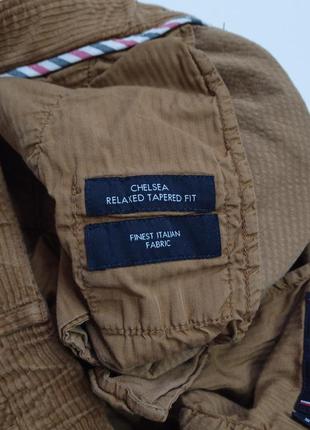 CHELSEA
RELAXED TAPERED FIT
FINEST ITALIAN
FABRIC